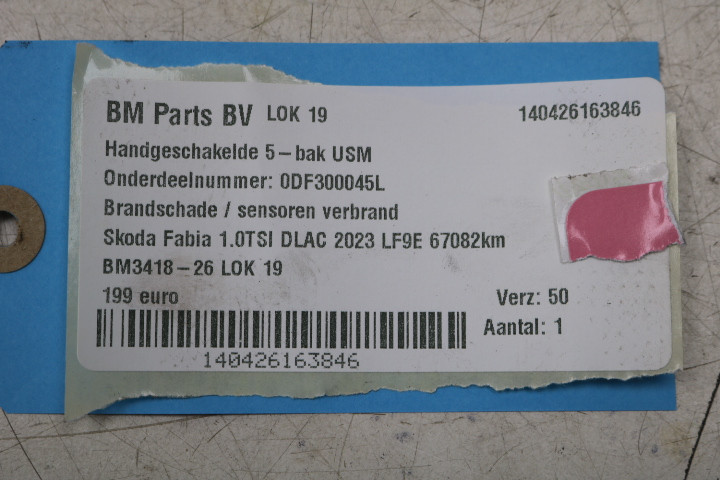 BM Parts BV LOK 19 140426163846
Handgeschakelde 5-bak USM
Onderdeelnummer: 0DF300045L
Brandschade / sensoren verbrand
Skoda Fabia 1.0TSI DLAC 2023 LF9E 67082km
BM3418-26 LOK 19
199 euro Verz: 50
Aantal: 1
140426163846